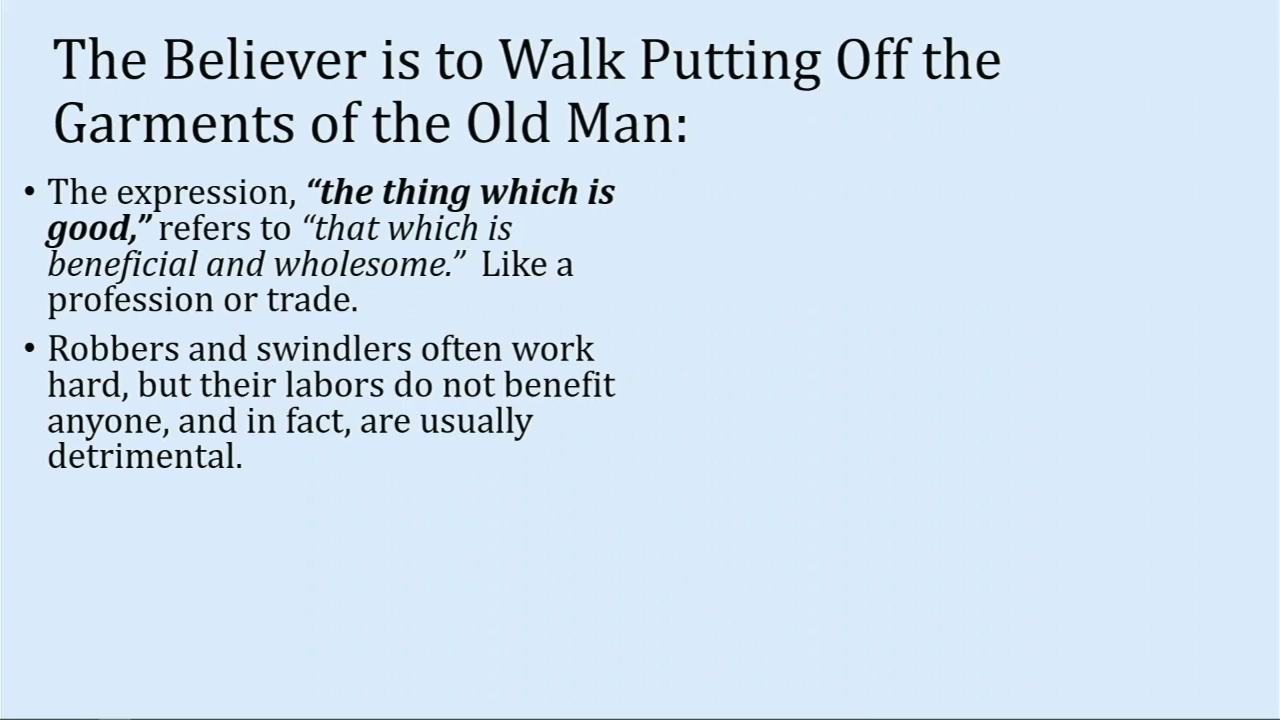 The Believer is to Walk Putting Off the
Garments of the Old Man:
• The expression, “the thing which is
good,” refers to “that which is
beneficial and wholesome.”  Like a
profession or trade.
• Robbers and swindlers often work
hard, but their labors do not benefit
anyone, and in fact, are usually
detrimental.